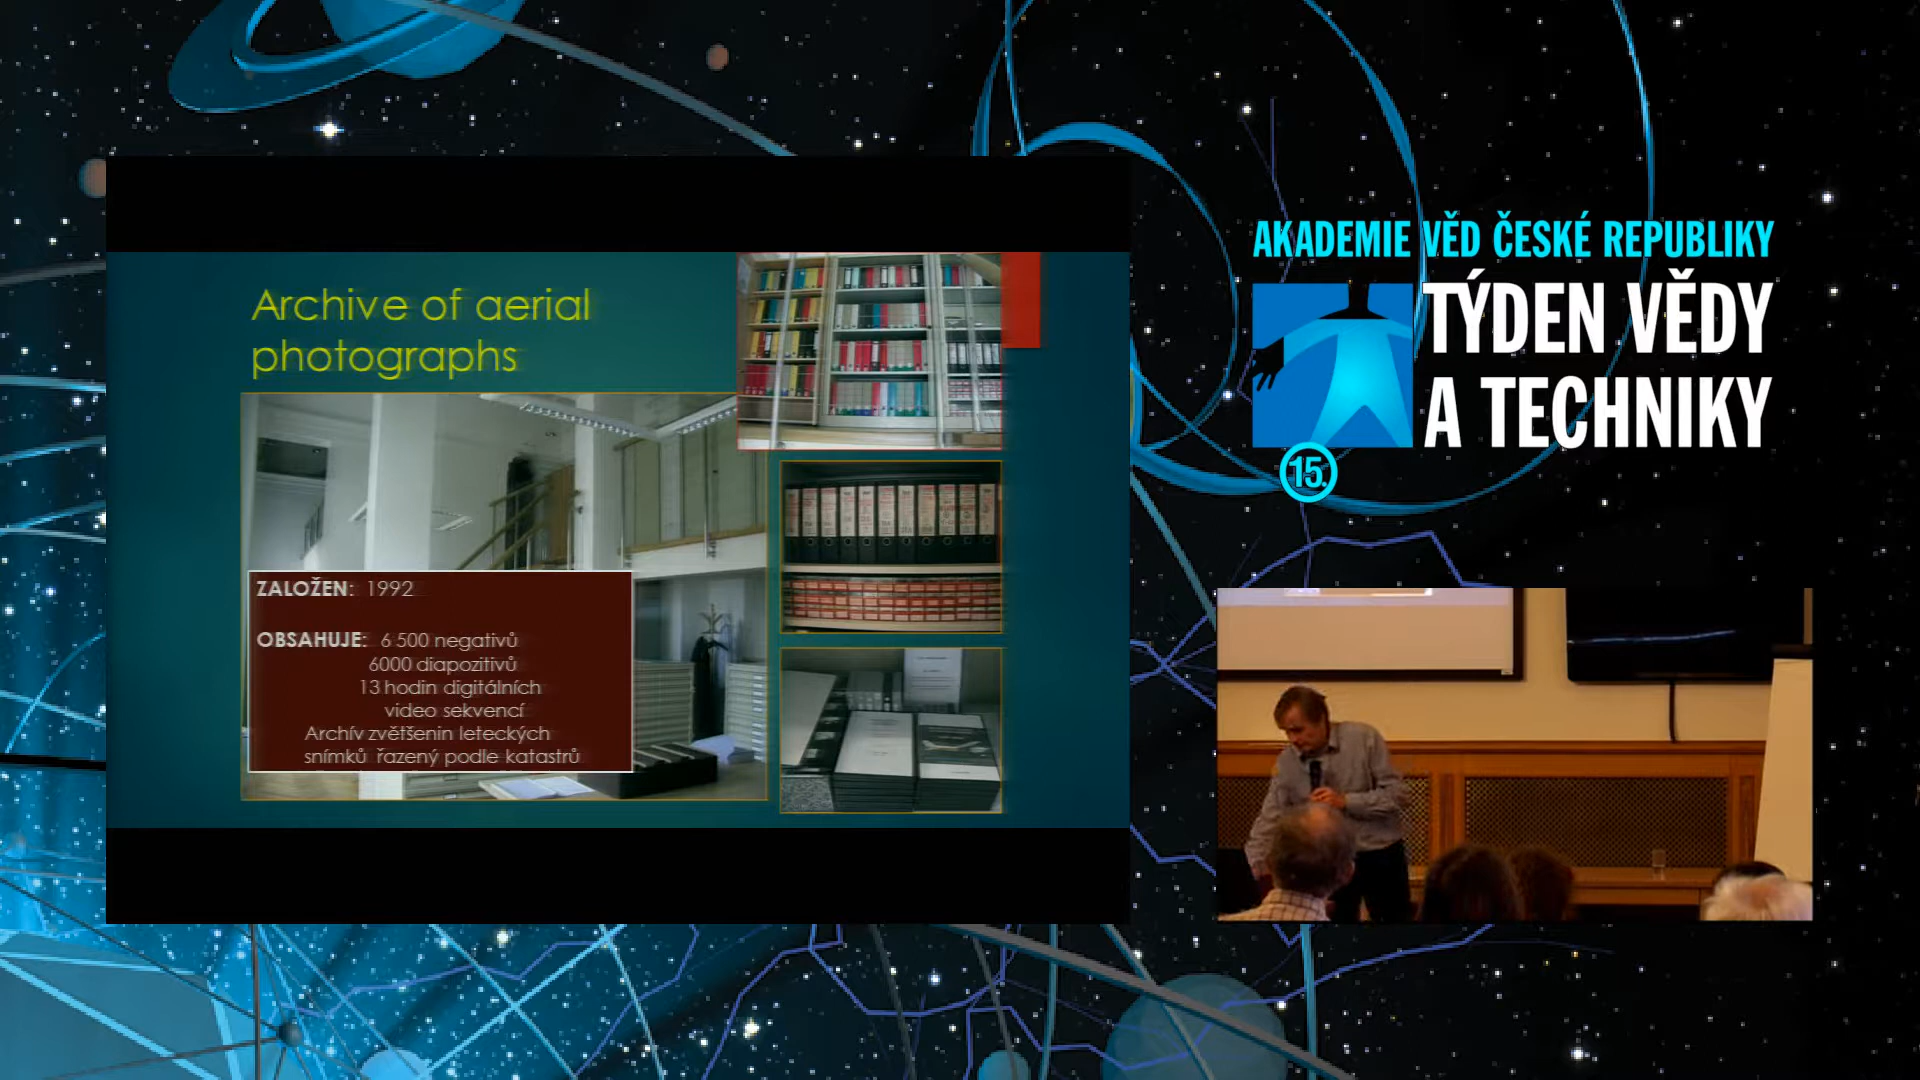 Archive of aerial
photographs
ZALOŽEN: 1992
OBSAHUJE: 6 500 negativů
6000 diapozitivů
13 hodin digitálních
video sekvencí
Archív zvětšenin leteckých
snímků řazený podle katastrů
AKADEMIE VĚD ČESKÉ REPUBLIKY
TÝDEN VĚDY
A TECHNIKY
15.